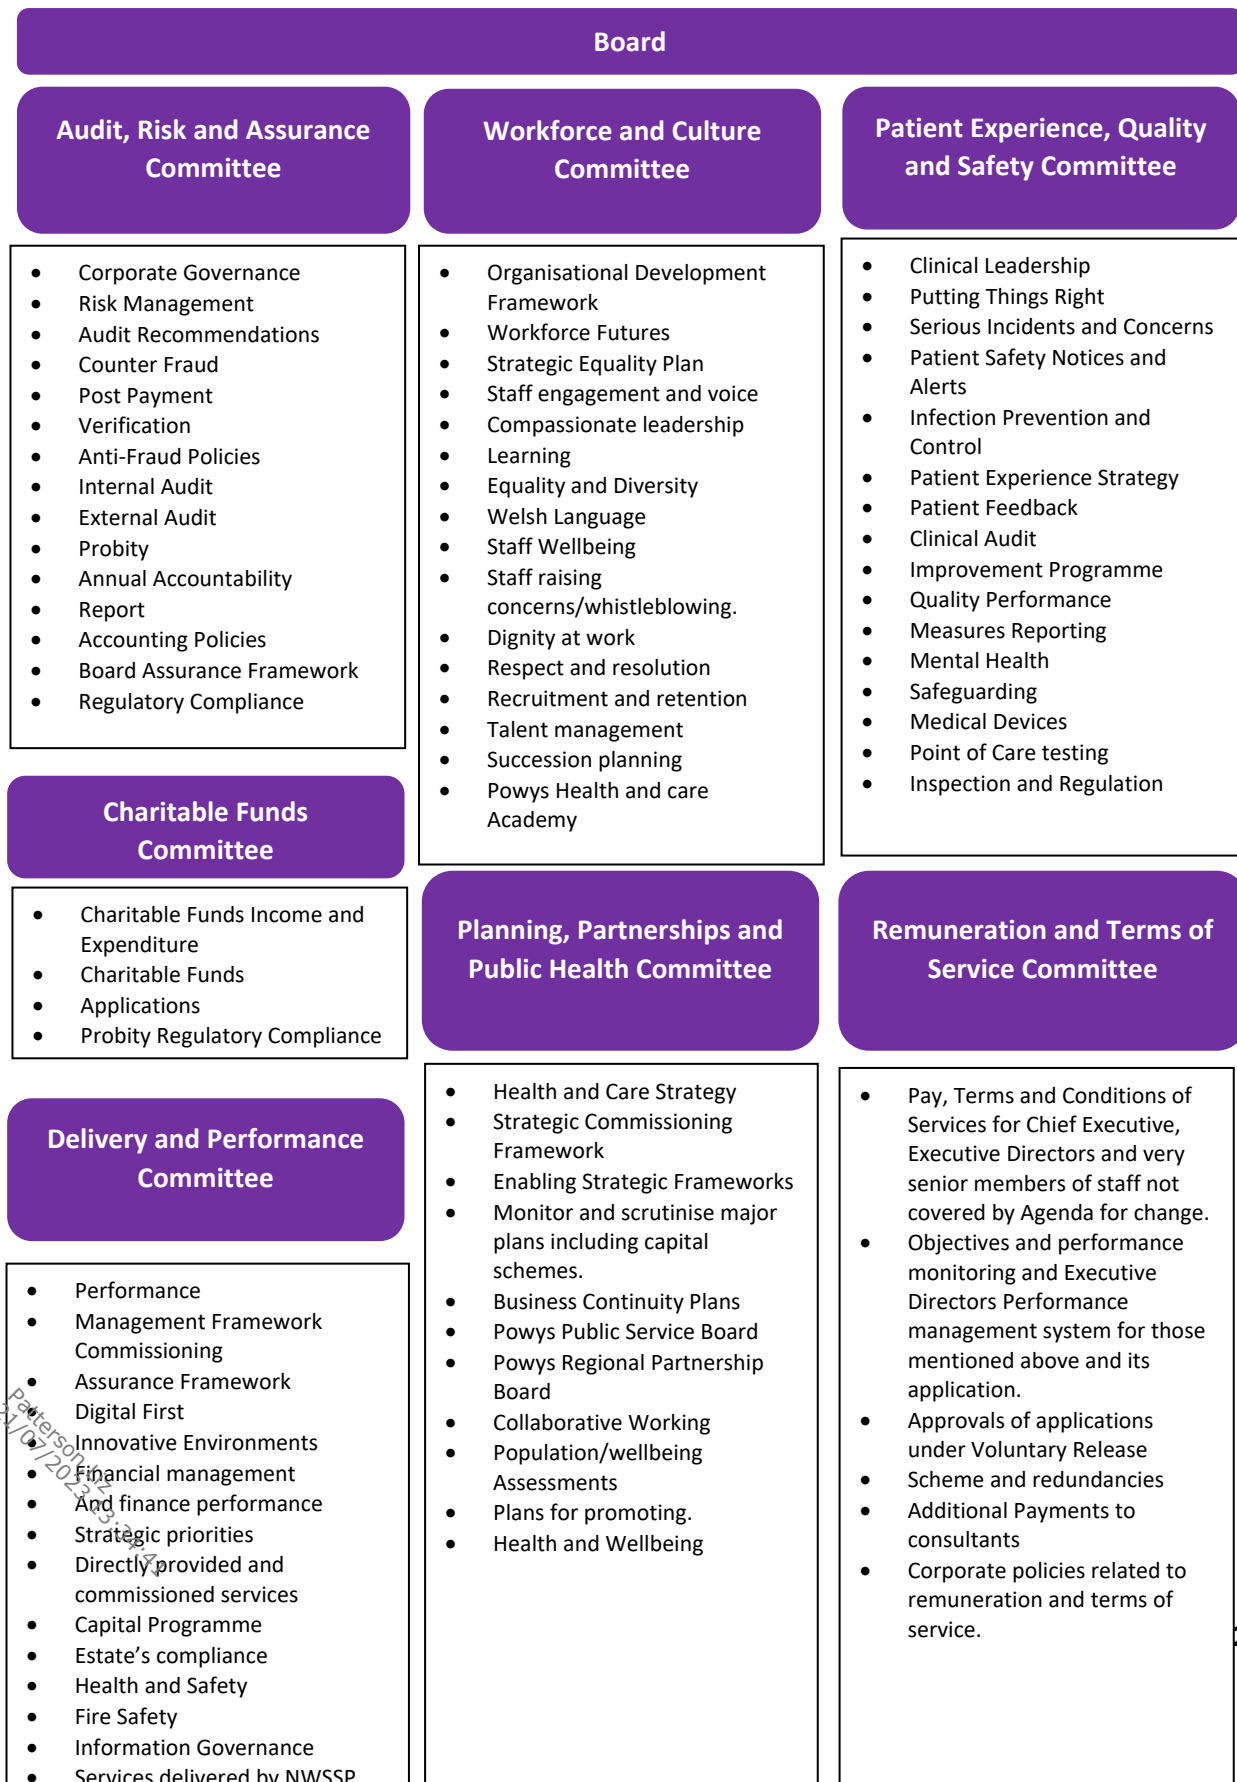 Board
Audit, Risk and Assurance
Committee
• Corporate Governance
• Risk Management
• Audit Recommendations
• Counter Fraud
• Post Payment
• Verification
• Anti-Fraud Policies
• Internal Audit
• External Audit
• Probity
• Annual Accountability
• Report
• Accounting Policies
• Board Assurance Framework
• Regulatory Compliance
Charitable Funds
Committee
• Charitable Funds Income and
Expenditure
• Charitable Funds
• Applications
• Probity Regulatory Compliance
Delivery and Performance
Committee
• Performance
• Management Framework
Commissioning
• Assurance Framework
• Digital First
• Innovative Environments
• Financial management
• And finance performance
• Strategic priorities
• Directly provided and
commissioned services
• Capital Programme
• Estate's compliance
• Health and Safety
• Fire Safety
• Information Governance
• Services delivered by NWSSP
Workforce and Culture
Committee
• Organisational Development
Framework
• Workforce Futures
• Strategic Equality Plan
• Staff engagement and voice
• Compassionate leadership
• Learning
• Equality and Diversity
• Welsh Language
• Staff Wellbeing
• Staff raising
concerns/whistleblowing.
• Dignity at work
• Respect and resolution
• Recruitment and retention
• Talent management
• Succession planning
• Powys Health and care
Academy
Planning, Partnerships and
Public Health Committee
• Health and Care Strategy
• Strategic Commissioning
Framework
• Enabling Strategic Frameworks
• Monitor and scrutinise major
plans including capital
schemes.
• Business Continuity Plans
• Powys Public Service Board
• Powys Regional Partnership
Board
• Collaborative Working
• Population/wellbeing
Assessments
• Plans for promoting.
• Health and Wellbeing
Patient Experience, Quality
and Safety Committee
• Clinical Leadership
• Putting Things Right
• Serious Incidents and Concerns
• Patient Safety Notices and
Alerts
• Infection Prevention and
Control
• Patient Experience Strategy
• Patient Feedback
• Clinical Audit
• Improvement Programme
• Quality Performance
• Measures Reporting
• Mental Health
• Safeguarding
• Medical Devices
• Point of Care testing
• Inspection and Regulation
Remuneration and Terms of
Service Committee
• Pay, Terms and Conditions of
Services for Chief Executive,
Executive Directors and very
senior members of staff not
covered by Agenda for change.
• Objectives and performance
monitoring and Executive
Directors Performance
management system for those
mentioned above and its
application.
• Approvals of applications
under Voluntary Release
• Scheme and redundancies
• Additional Payments to
consultants
• Corporate policies related to
remuneration and terms of
service.
Patterson,Liz
21/07/2023 13:34:41